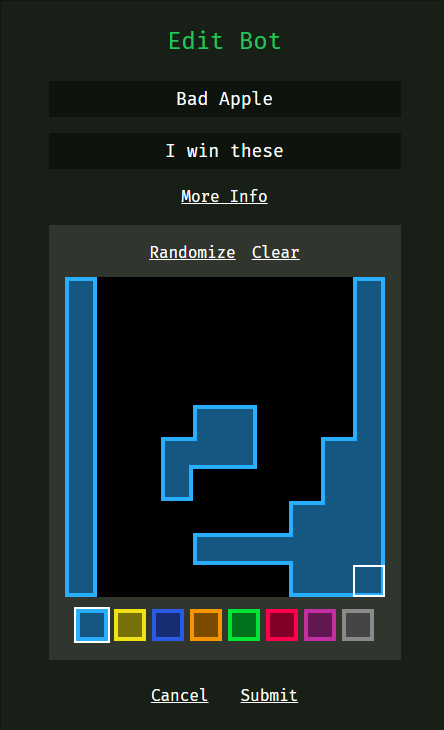 Edit Bot
Bad Apple
I win these
More Info
Randomize Clear
Cancel Submit